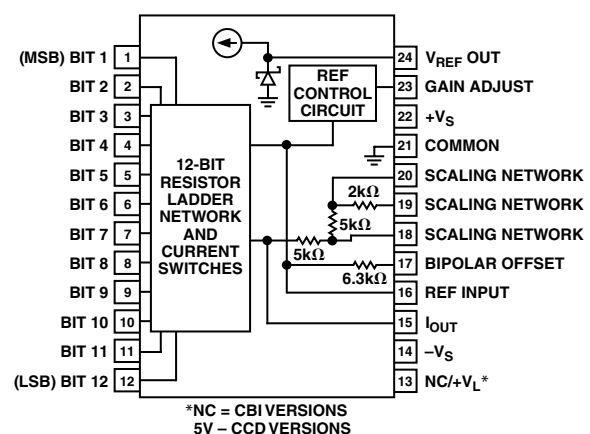 (MSB) BIT 1 1
BIT 2 2
BIT 3 3
BIT 4 4
BIT 5 5
BIT 6 6
BIT 7 7
BIT 8 8
BIT 9 9
BIT 10 10
BIT 11 11
(LSB) BIT 12 12
12-BIT
RESISTOR
LADDER
NETWORK
AND
CURRENT
SWITCHES
REF
CONTROL
CIRCUIT
2kΩ
5kΩ
5kΩ
6.3kΩ
24 VREF OUT
23 GAIN ADJUST
22 +VS
21 COMMON
20 SCALING NETWORK
19 SCALING NETWORK
18 SCALING NETWORK
17 BIPOLAR OFFSET
16 REF INPUT
15 IOUT
14 –VS
13 NC/+VL*
*NC = CBI VERSIONS
5V – CCD VERSIONS